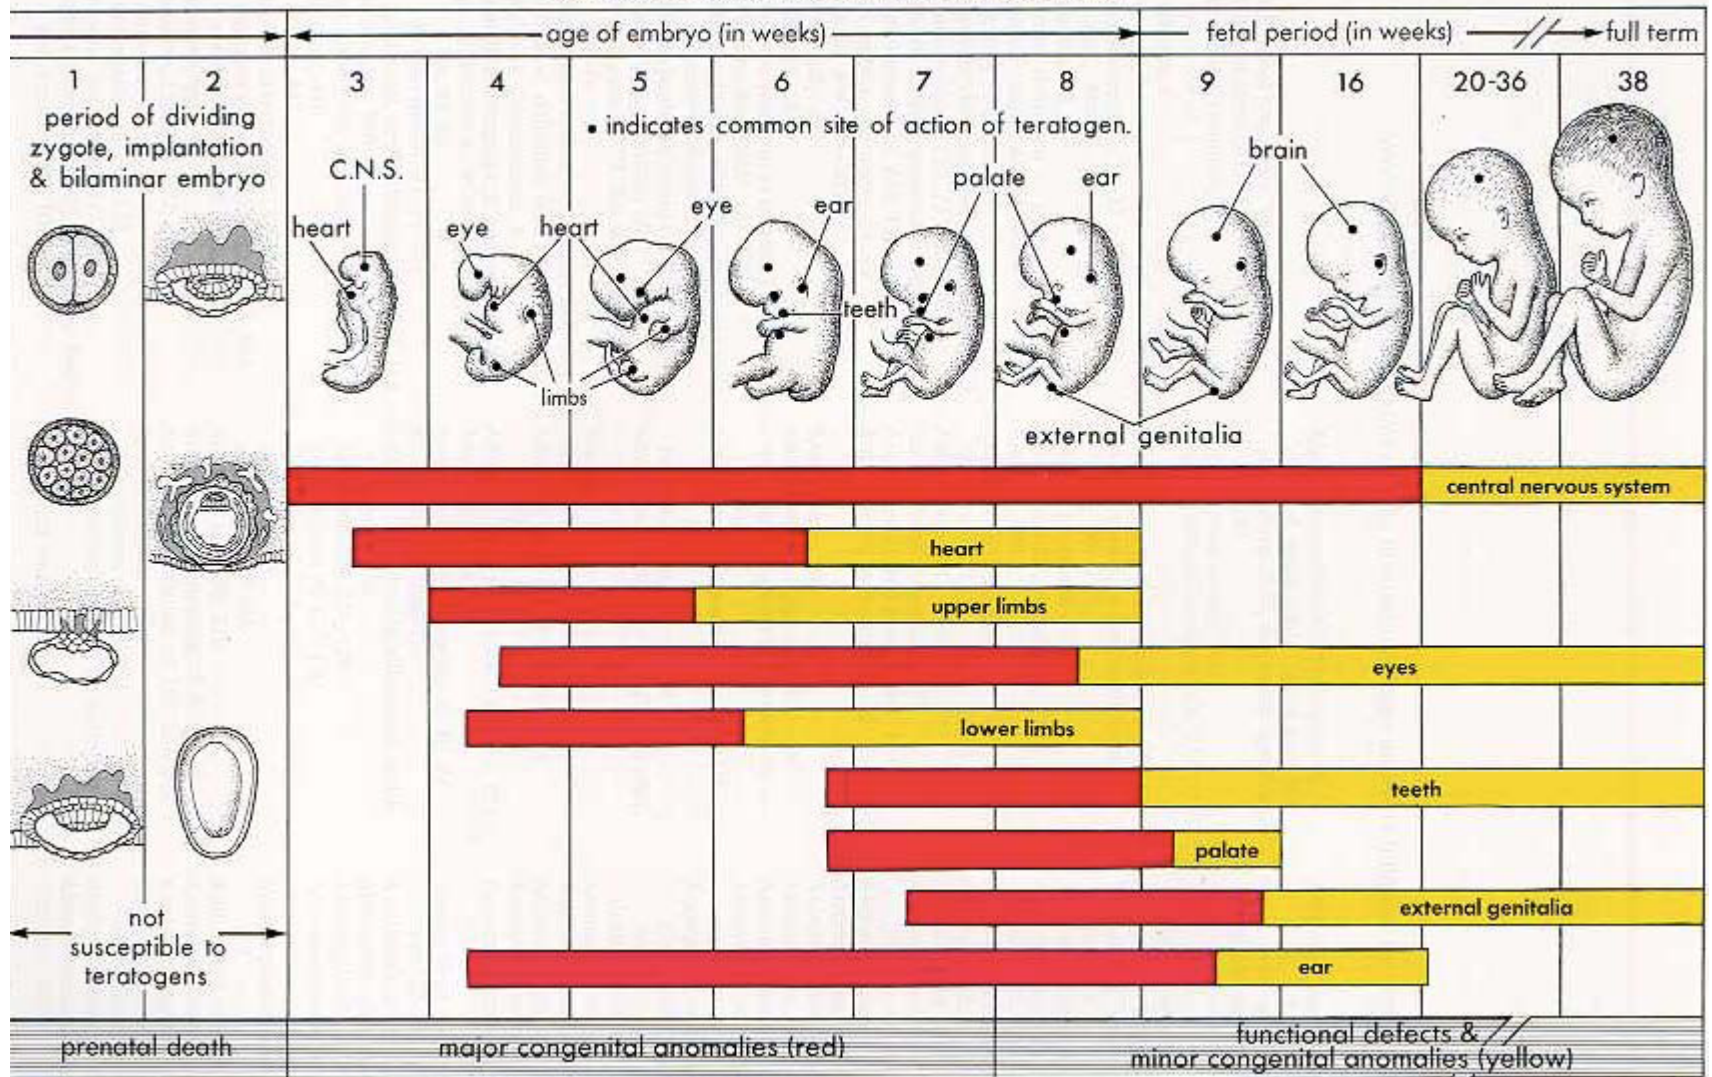 age of embryo (in weeks)
fetal period (in weeks)
full term
1
2
3
4
5
6
7
8
9
16
20-36
38
period of dividing
zygote, implantation
& bilaminar embryo
• indicates common site of action of teratogen.
C.N.S.
heart
eye
heart
eye
ear
palate
ear
brain
teeth
limbs
external genitalia
central nervous system
heart
upper limbs
eyes
lower limbs
teeth
palate
external genitalia
ear
not
susceptible to
teratogens
prenatal death
major congenital anomalies (red)
functional defects &
minor congenital anomalies (yellow)